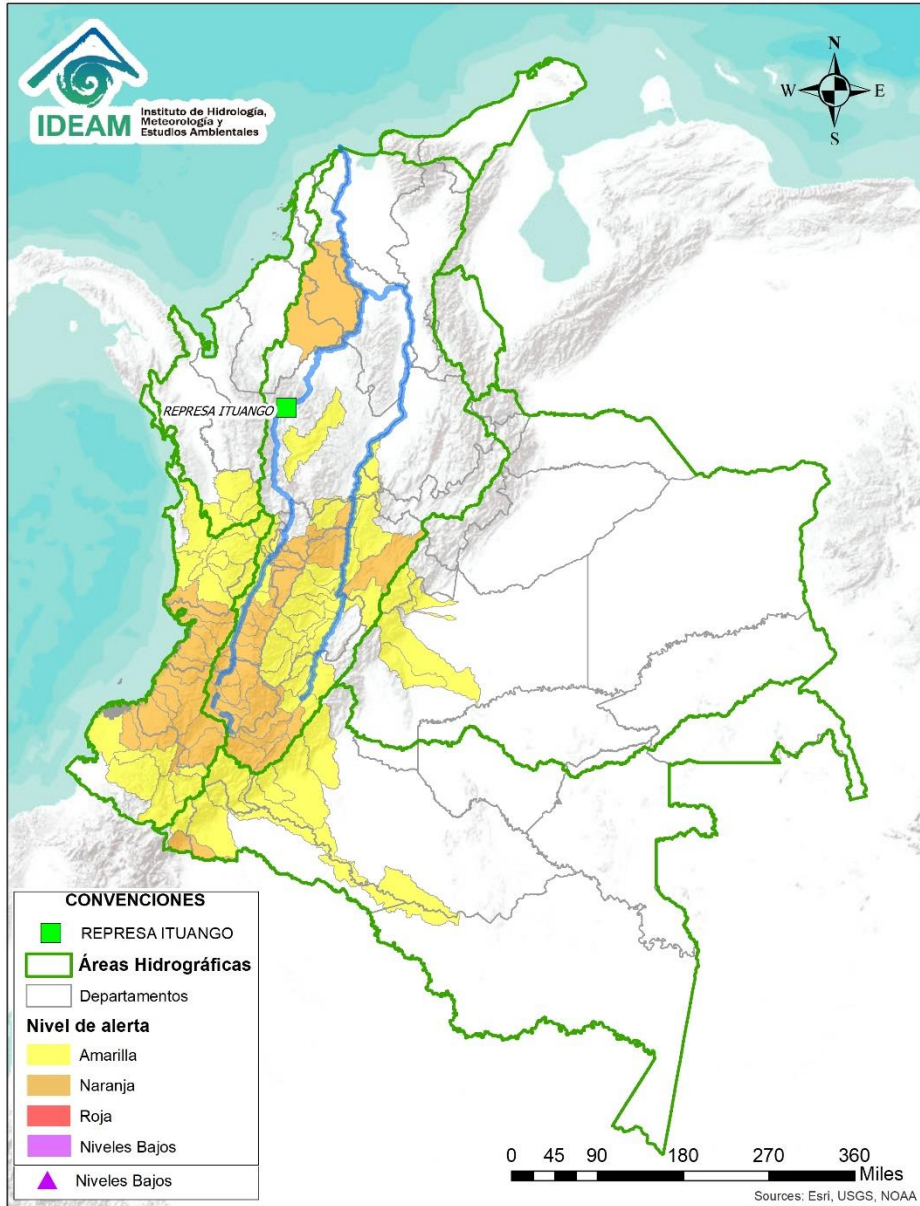 IDEAM
Instituto de Hidrología,
Meteorología y
Estudios Ambientales
N
W
E
S
REPRESA ITUANGO
CONVENCIONES
REPRESA ITUANGO
Áreas Hidrográficas
Departamentos
Nivel de alerta
Amarilla
Naranja
Roja
Niveles Bajos
Niveles Bajos
0 45 90 180 270 360
Miles
Sources: Esri, USGS, NOAA